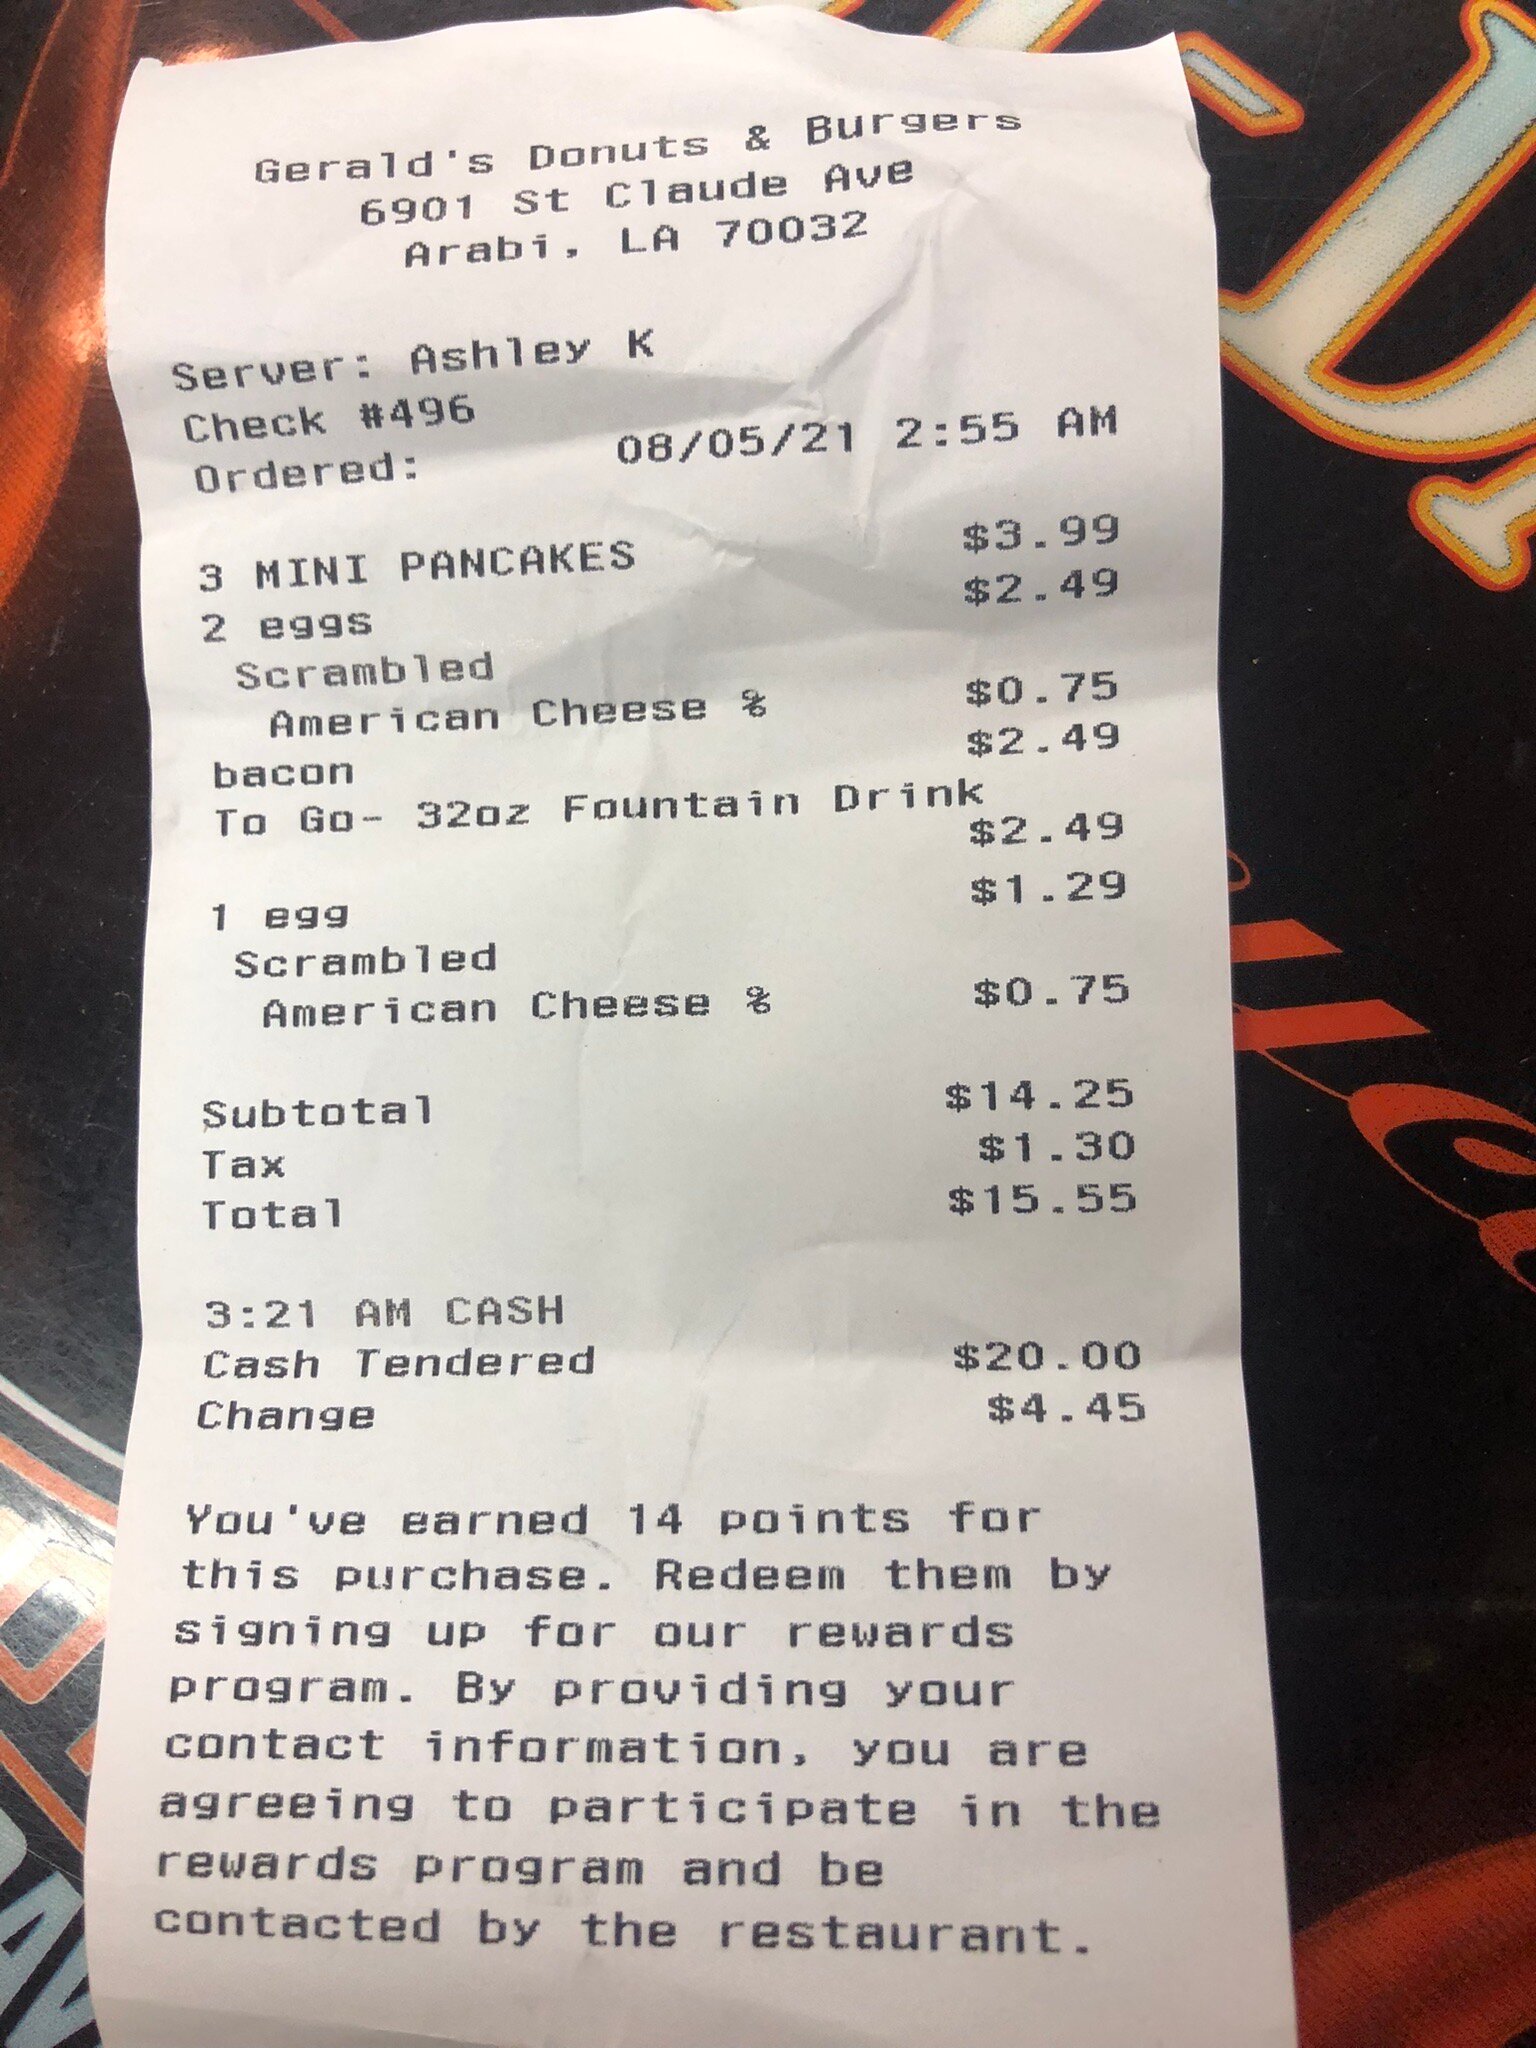 Gerald's Donuts & Burgers
6901 St Claude Ave
Arabi, LA 70032
Server: Ashley K
Check #496
Ordered: 08/05/21 2:55 AM
3 MINI PANCAKES $3.99
2 eggs $2.49
Scrambled
American Cheese % $0.75
bacon $2.49
To Go- 32oz Fountain Drink
$2.49
1 egg $1.29
Scrambled
American Cheese % $0.75
Subtotal $14.25
Tax $1.30
Total $15.55
3:21 AM CASH
Cash Tendered $20.00
Change $4.45
You've earned 14 points for
this purchase. Redeem them by
signing up for our rewards
program. By providing your
contact information, you are
agreeing to participate in the
rewards program and be
contacted by the restaurant.